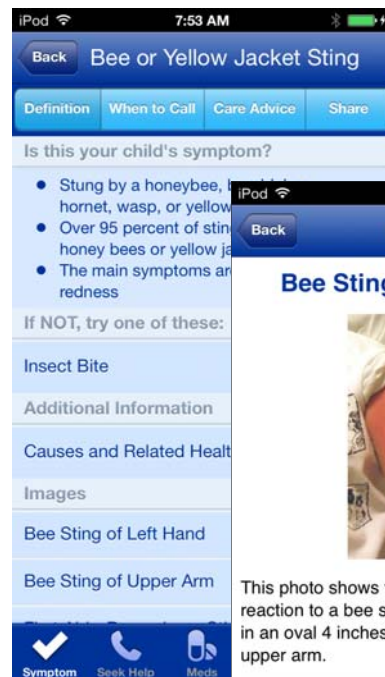 iPod 7:53 AM
Back Bee or Yellow Jacket Sting
Definition When to Call Care Advice Share
Is this your child's symptom?
Stung by a honeybee,
hornet, wasp, or yellow
Over 95 percent of
honey bees or yellow
The main symptoms
redness
If NOT, try one of these:
Insect Bite
Additional Information
Causes and Related
Images
Bee Sting of Left Hand
Bee Sting of Upper Arm
Symptom Seek Help Meds
iPod
Back
Bee Sting
This photo shows
reaction to a bee
in an oval 4 inches
upper arm.